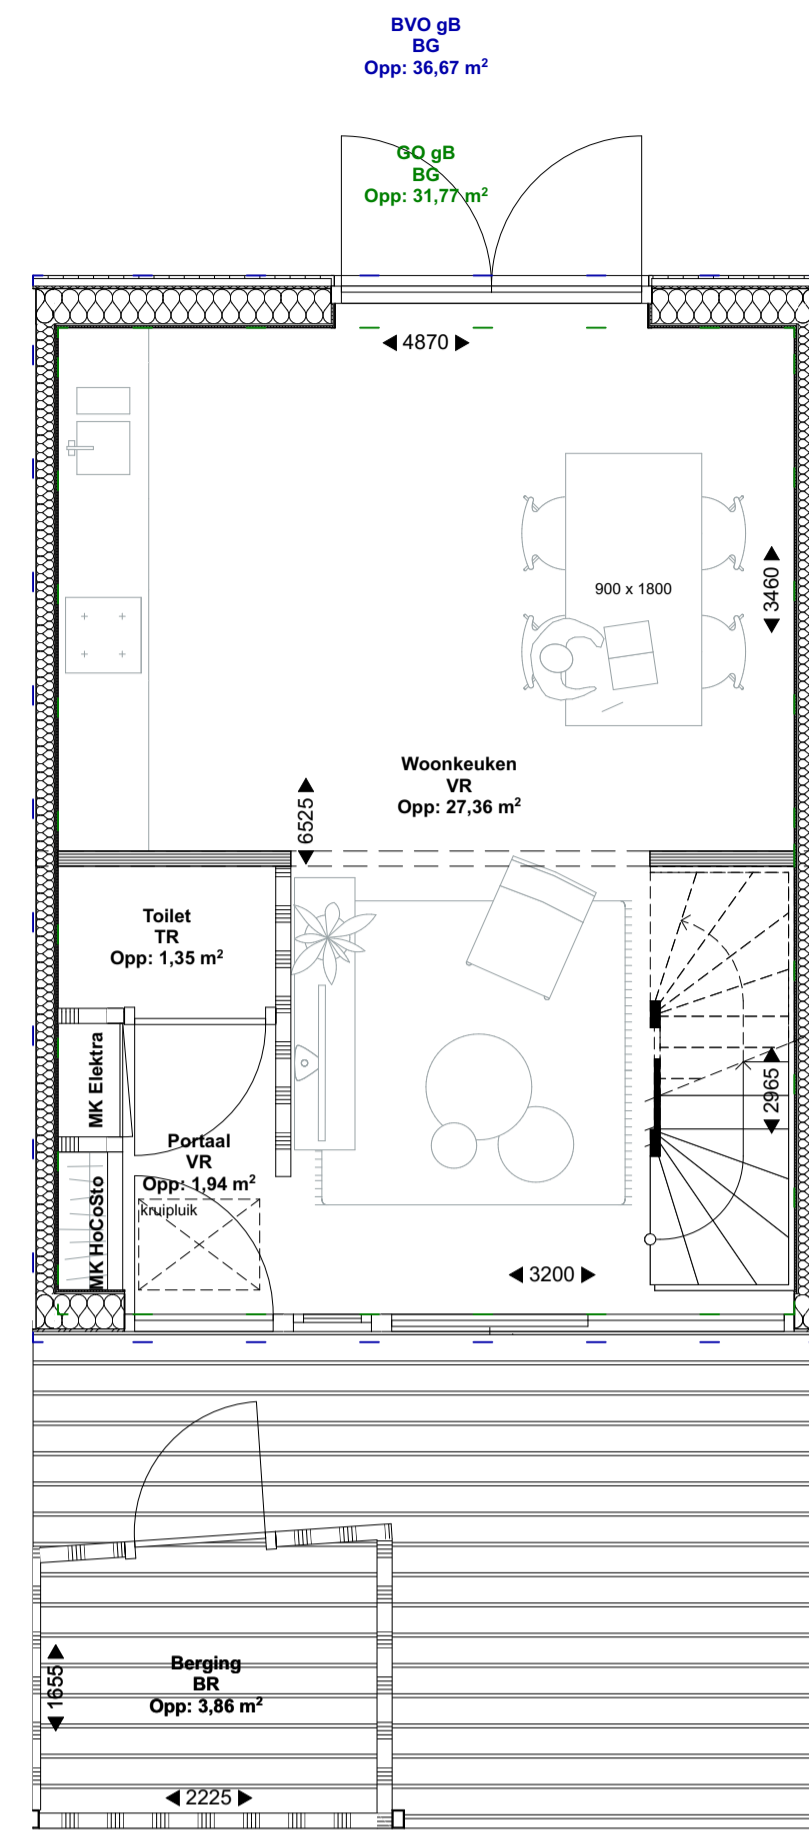 BVO gB
BG
Opp: 36,67 m²
GO gB
BG
Opp: 31,77 m²
4870
900 x 1800
3460
Woonkeuken
VR
Opp: 27,36 m²
6525
Toilet
TR
Opp: 1,35 m²
MK Elektra
2965
Portaal
VR
Opp: 1,94 m²
kruipluik
MK HoCoSto
3200
Berging
BR
Opp: 3,86 m²
1655
2225